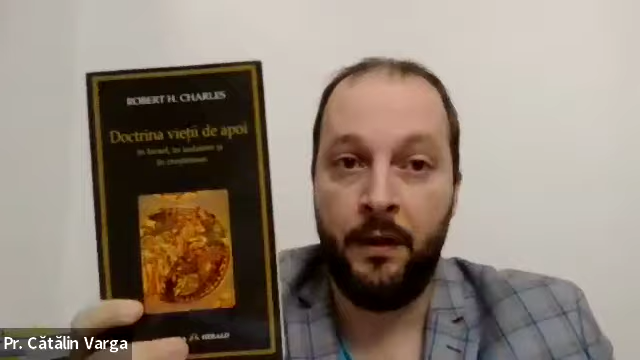 ROBERT H. CHARLES
Doctrina vieții de apoi
în Israel, în iudaism și
în creștinism
HERALD
Pr. Cătălin Varga